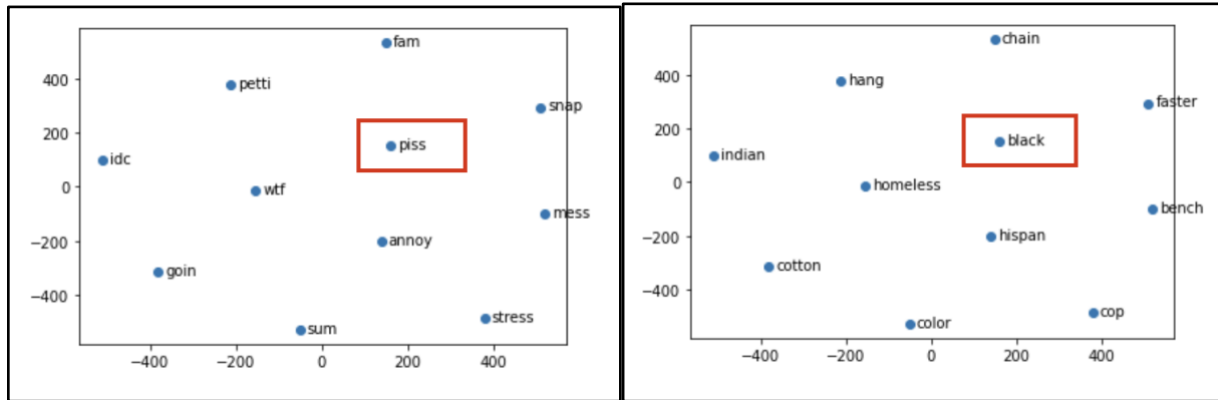 fam
400
petti
snap
200
piss
idc
0
wtf
mess
−200
annoy
goin
−400
stress
sum
−400 −200 0 200 400
chain
400
hang
faster
200
black
indian
0
homeless
bench
−200
hispan
cotton
−400
cop
color
−400 −200 0 200 400